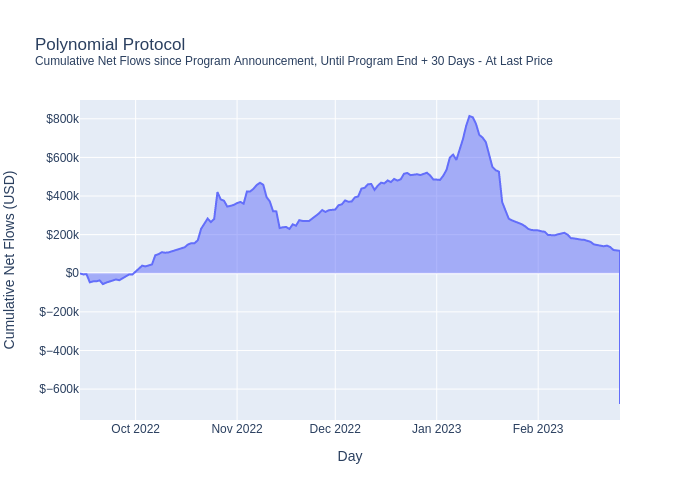 Polynomial Protocol
Cumulative Net Flows since Program Announcement, Until Program End + 30 Days - At Last Price
$800k
$600k
$400k
$200k
$0
$−200k
$−400k
$−600k
Cumulative Net Flows (USD)
Oct 2022
Nov 2022
Dec 2022
Jan 2023
Feb 2023
Day